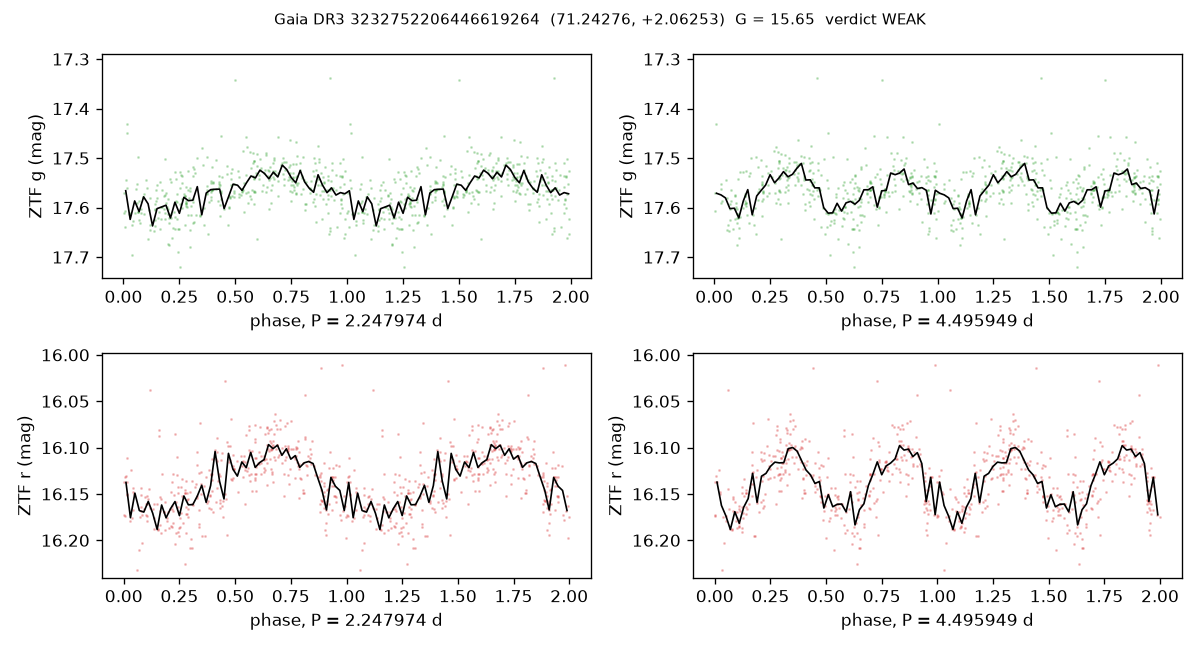 Gaia DR3 3232752206446619264  (71.24276, +2.06253)  G = 15.65  verdict WEAK
17.3
17.4
17.5
17.6
17.7
ZTF g (mag)
0.00 0.25 0.50 0.75 1.00 1.25 1.50 1.75 2.00
phase, P = 2.247974 d
17.3
17.4
17.5
17.6
17.7
ZTF g (mag)
0.00 0.25 0.50 0.75 1.00 1.25 1.50 1.75 2.00
phase, P = 4.495949 d
16.00
16.05
16.10
16.15
16.20
ZTF r (mag)
0.00 0.25 0.50 0.75 1.00 1.25 1.50 1.75 2.00
phase, P = 2.247974 d
16.00
16.05
16.10
16.15
16.20
ZTF r (mag)
0.00 0.25 0.50 0.75 1.00 1.25 1.50 1.75 2.00
phase, P = 4.495949 d